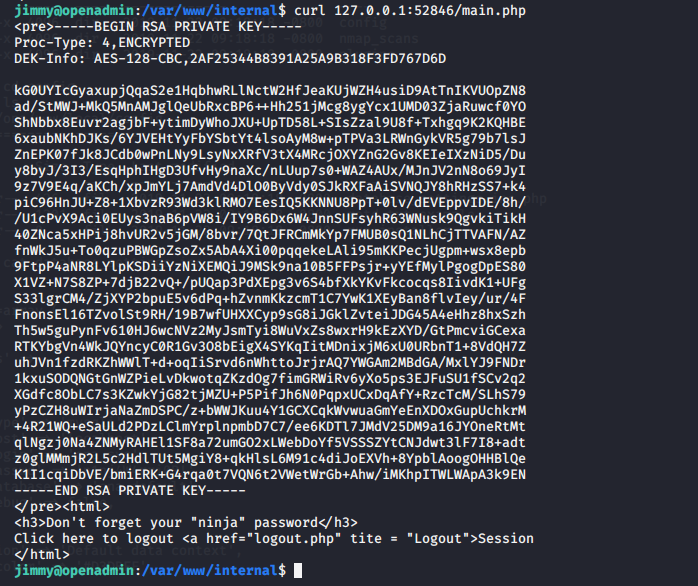 jimmy@openadmin:/var/www/internal$ curl 127.0.0.1:52846/main.php
<pre>-----BEGIN RSA PRIVATE KEY-----
Proc-Type: 4,ENCRYPTED
DEK-Info: AES-128-CBC,2AF25344B8391A25A9B318F3FD767D6D

kG0UYIcGyaxupjQqaS2e1HqbhwRLlNctW2HfJeaKUjWZH4usiD9AtTnIKVUOpZN8
ad/StMWJ+MkQ5MnAMJglQeUbRxcBP6++Hh251jMcg8ygYcx1UMD03ZjaRuwcf0YO
ShNbbx8Euvr2agjbF+ytimDyWhoJXU+UpTD58L+SIsZzal9U8f+Txhgq9K2KQHBE
6xaubNKhDJKs/6YJVEHtYyFbYSbtYt4lsoAyM8w+pTPVa3LRWnGykVR5g79b7lsJ
ZnEPK07fJk8JCdb0wPnLNy9LsyNxXRfV3tX4MRcjOXYZnG2Gv8KEIeIXzNiD5/Du
y8byJ/3I3/EsqHphIHgD3UfvHy9naXc/nLUup7s0+WAZ4AUx/MJnJV2nN8o69JyI
9z7V9E4q/aKCh/xpJmYLj7AmdVd4DlO0ByVdy0SJkRXFaAiSVNQJY8hRHzSS7+k4
piC96HnJU+Z8+1XbvzR93Wd3klRMO7EesIQ5KKNNU8PpT+0lv/dEVEppvIDE/8h/
/U1cPvX9Aci0EUys3naB6pVW8i/IY9B6Dx6W4JnnSUFsyhR63WNusk9QgvkiTikH
40ZNca5xHPij8hvUR2v5jGM/8bvr/7QtJFRCmMkYp7FMUB0sQ1NLhCjTTVAFN/AZ
fnWkJ5u+To0qzuPBWGpZsoZx5AbA4Xi00pqqekeLAli95mKKPecjUgpm+wsx8epb
9FtpP4aNR8LYlpKSDiiYzNiXEMQiJ9MSk9na10B5FFPsjr+yYEfMylPgogDpES80
X1VZ+N7S8ZP+7djB22vQ+/pUQap3PdXEpg3v6S4bfXkYKvFkcocqs8IivdK1+UFg
S33lgrCM4/ZjXYP2bpuE5v6dPq+hZvnmKkzcmT1C7YwK1XEyBan8flvIey/ur/4F
FnonsEl16TZvolSt9RH/19B7wfUHXXCyp9sG8iJGklZvteiJDG45A4eHhz8hxSzh
Th5w5guPynFv610HJ6wcNVz2MyJsmTyi8WuVxZs8wxrH9kEzXYD/GtPmcviGCexa
RTKYbgVn4WkJQYncyC0R1Gv3O8bEigX4SYKqIitMDnixjM6xU0URbnT1+8VdQH7Z
uhJVn1fzdRKZhWWlT+d+oqIiSrvd6nWhttoJrjrAQ7YWGAm2MBdGA/MxlYJ9FNDr
1kxuSODQNGtGnWZPieLvDkwotqZKzdOg7fimGRWiRv6yXo5ps3EJFuSU1fSCv2q2
XGdfc8ObLC7s3KZwkYjG82tjMZU+P5PifJh6N0PqpxUCxDqAfY+RzcTcM/SLhS79
yPzCZH8uWIrjaNaZmDSPC/z+bWWJKuu4Y1GCXCqkWvwuaGmYeEnXDOxGupUchkrM
+4R21WQ+eSaULd2PDzLClmYrplnpmbD7C7/ee6KDTl7JMdV25DM9a16JYOneRtMt
qlNgzj0Na4ZNMyRAHEl1SF8a72umGO2xLWebDoYf5VSSSZYtCNJdwt3lF7I8+adt
z0glMMmjR2L5c2HdlTUt5MgiY8+qkHlsL6M91c4diJoEXVh+8YpblAoogOHHBlQe
K1I1cqiDbVE/bmiERK+G4rqa0t7VQN6t2VWetWrGb+Ahw/iMKhpITWLWApA3k9EN
-----END RSA PRIVATE KEY-----
</pre><html>
<h3>Don't forget your "ninja" password</h3>
Click here to logout <a href="logout.php" tite = "Logout">Session
</html>
jimmy@openadmin:/var/www/internal$